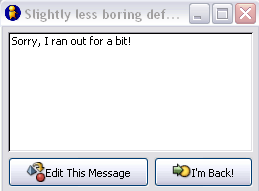 Slightly less boring def...
Sorry, I ran out for a bit!
Edit This Message
I'm Back!